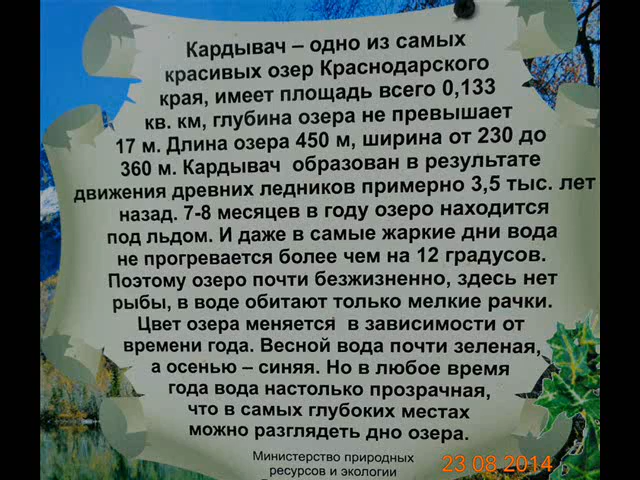 Кардывач – одно из самых
красивых озер Краснодарского
края, имеет площадь всего 0,133
кв. км, глубина озера не превышает
17 м. Длина озера 450 м, ширина от 230 до
360 м. Кардывач образован в результате
движения древних ледников примерно 3,5 тыс. лет
назад. 7-8 месяцев в году озеро находится
под льдом. И даже в самые жаркие дни вода
не прогревается более чем на 12 градусов.
Поэтому озеро почти безжизненно, здесь нет
рыбы, в воде обитают только мелкие рачки.
Цвет озера меняется в зависимости от
времени года. Весной вода почти зеленая,
а осенью – синяя. Но в любое время
года вода настолько прозрачная,
что в самых глубоких местах
можно разглядеть дно озера.
Министерство природных
ресурсов и экологии
23.08.2014